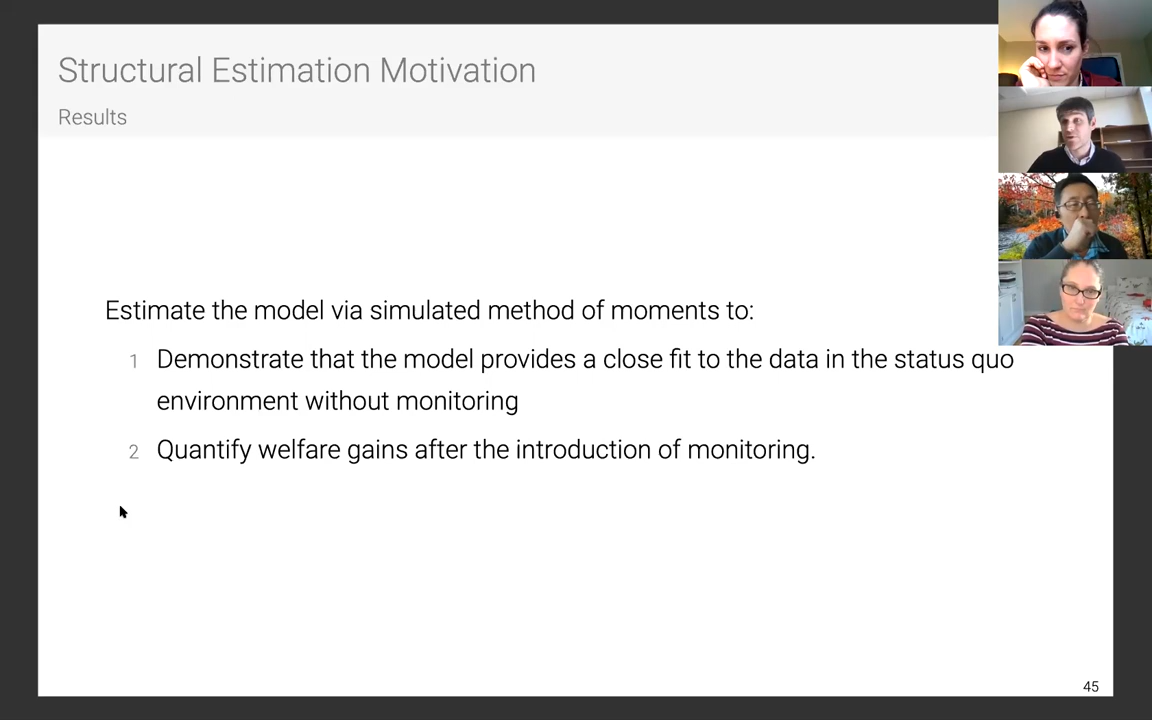 Structural Estimation Motivation
Results
Estimate the model via simulated method of moments to:
1 Demonstrate that the model provides a close fit to the data in the status quo
environment without monitoring
2 Quantify welfare gains after the introduction of monitoring.
45